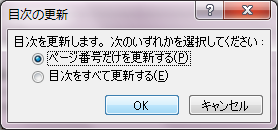 目次の更新
目次を更新します。次のいずれかを選択してください：
ページ番号だけを更新する(P)
目次をすべて更新する(E)
OK
キャンセル